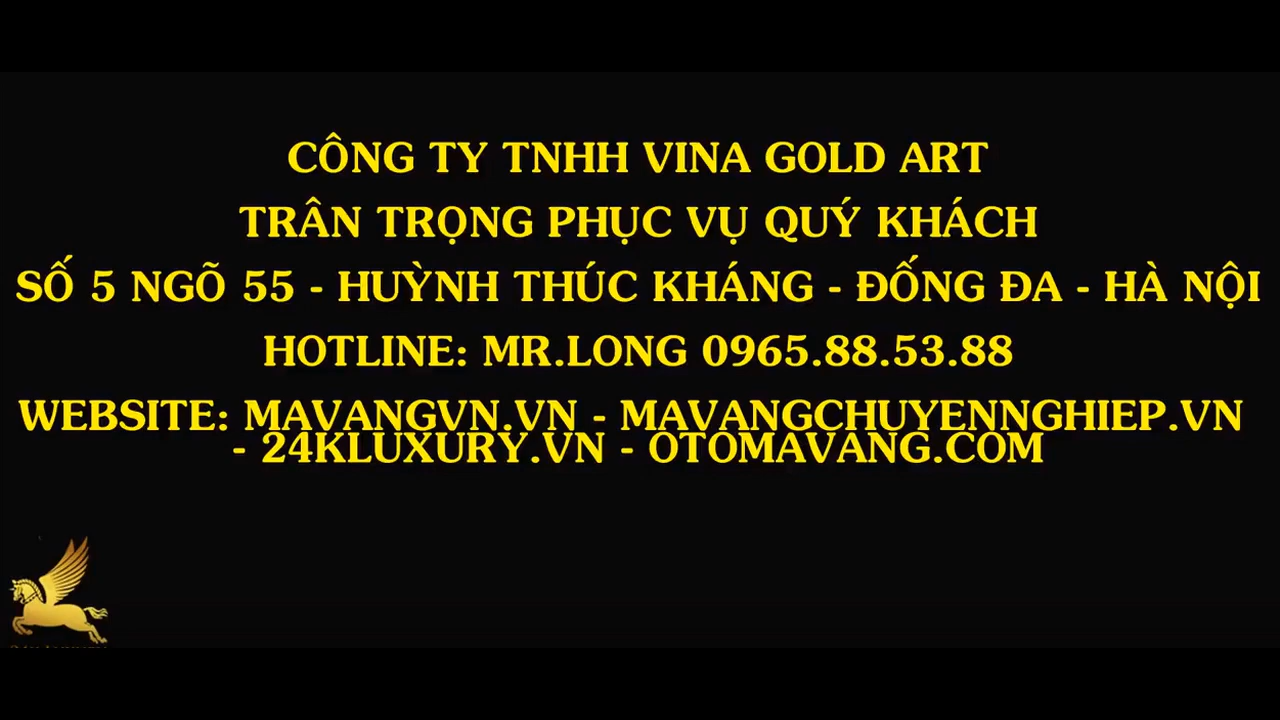 CÔNG TY TNHH VINA GOLD ART
TRÂN TRỌNG PHỤC VỤ QUÝ KHÁCH
SỐ 5 NGÕ 55 - HUỲNH THÚC KHÁNG - ĐỐNG ĐA - HÀ NỘI
HOTLINE: MR.LONG 0965.88.53.88
WEBSITE: MAVANGVN.VN - MAVANGCHUYENNGHIEP.VN
- 24KLUXURY.VN - OTOMAVANG.COM